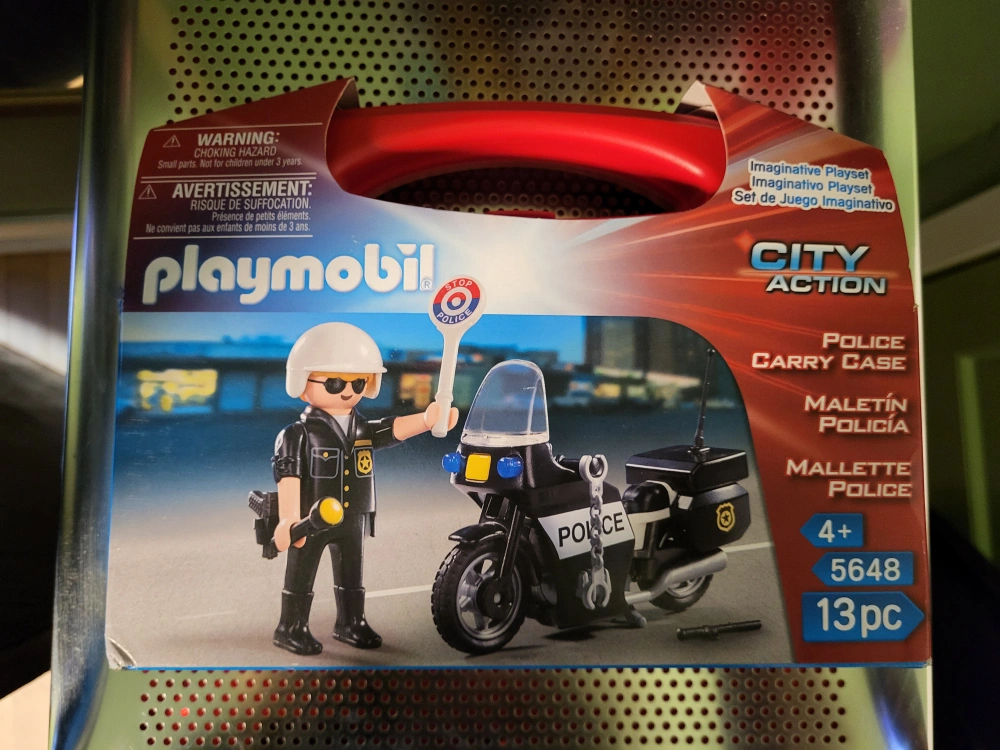 WARNING:
CHOKING HAZARD
Small parts. Not for children under 3 years.
AVERTISSEMENT:
RISQUE DE SUFFOCATION.
Présence de petits éléments.
Ne convient pas aux enfants de moins de 3 ans.
Imaginative Playset
Imaginativo Playset
Set de Juego Imaginativo
playmobil®
CITY
ACTION
STOP
POLICE
POLICE
CARRY CASE
MALETÍN
POLICÍA
MALLETTE
POLICE
POLICE
4+
5648
13pc